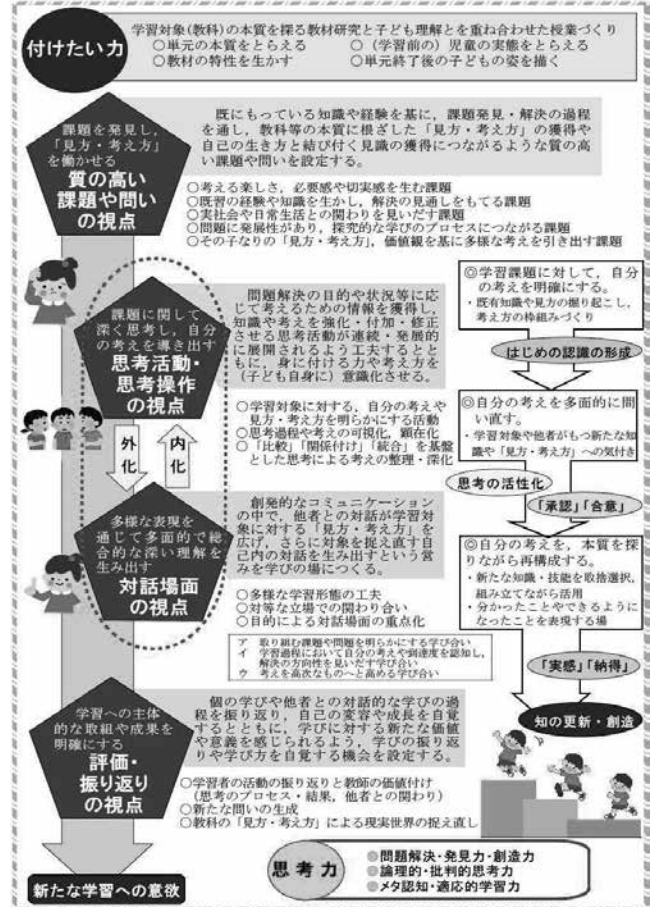 付けたい力
学習対象(教科)の本質を探る教材研究と子ども理解とを重ね合わせた授業づくり
○単元の本質をとらえる ○(学習前の)児童の実態をとらえる
○教材の特性を生かす ○単元終了後の子どもの姿を描く
課題を発見し,
「見方・考え方」
を働かせる
質の高い
課題や問い
の視点
既にもっている知識や経験を基に,課題発見・解決の過程
を通し,教科等の本質に根ざした「見方・考え方」の獲得や
自己の生き方と結び付く見識の獲得につながるような質の高
い課題や問いを設定する。
○考える楽しさ,必要感や切実感を生む課題
○既習の経験や知識を生かし,解決の見通しをもてる課題
○実社会や日常生活との関わりを見いだす課題
○問題に発展性があり,探究的な学びのプロセスにつながる課題
○その子なりの「見方・考え方」,価値観を基に多様な考えを引き出す課題
課題に関して
深く思考し,自分
の考えを導き出す
思考活動・
思考操作
の視点
問題解決の目的や状況等に応
じて考えるための情報を獲得し,
知識や考えを強化・付加・修正
させる思考活動が連続・発展的
に展開されるよう工夫するとと
もに,身に付ける力や考え方を
(子ども自身に)意識化させる。
○学習対象に対する,自分の考えや
見方・考え方を明らかにする活動
○思考過程や考えの可視化,顕在化
○「比較」「関係付け」「統合」を基盤
とした思考による考えの整理・深化
外化
内化
多様な表現を
通じて多面的で総
合的な深い理解を
生み出す
対話場面
の視点
創発的なコミュニケーション
の中で,他者との対話が学習対
象に対する「見方・考え方」を
広げ,さらに対象を捉え直す自
己内の対話を生み出すという営
みを学びの場につくる。
○多様な学習形態の工夫
○対等な立場での関わり合い
○目的による対話場面の重点化
ア 取り組む課題や問題を明らかにする学び合い
イ 学習過程において自分の考えや到達度を認知し,
解決の方向性を見いだす学び合い
ウ 考えを高次なものへと高める学び合い
学習への主体
的な取組や成果を
明確にする
評価・
振り返り
の視点
個の学びや他者との対話的な学びの過
程を振り返り,自己の変容や成長を自覚
するとともに,学びに対する新たな価値
や意義を感じられるよう,学びの振り返
りや学び方を自覚する機会を設定する。
○学習者の活動の振り返りと教師の価値付け
(思考のプロセス・結果,他者との関わり)
○新たな問いの生成
○教科の「見方・考え方」による現実世界の捉え直し
新たな学習への意欲
◎学習課題に対して,自分
の考えを明確にする。
・既有知識や見方の掘り起こし,
考え方の枠組みづくり
はじめの認識の形成
◎自分の考えを多面的に問
い直す。
・学習対象や他者がもつ新たな知
識や「見方・考え方」への気付き
思考の活性化
「承認」「合意」
◎自分の考えを,本質を探
りながら再構成する。
・新たな知識・技能を取捨選択,
組み立てながら活用
・分かったことやできるように
なったことを表現する場
「実感」「納得」
知の更新・創造
思考力
◎問題解決・発見力・創造力
◎論理的・批判的思考力
◎メタ認知・適応的学習力